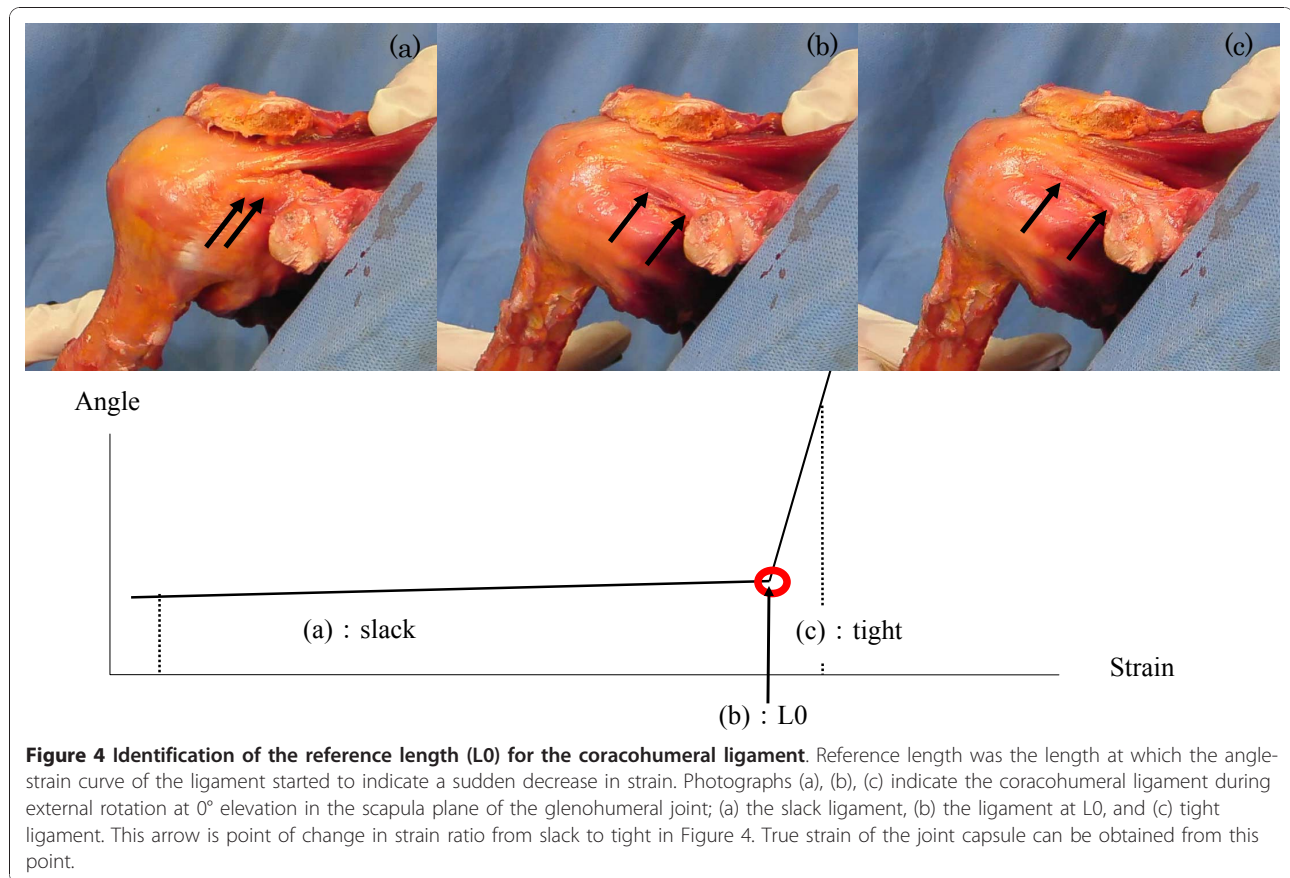 (a)
(b)
(c)
Angle
(a) : slack
(c) : tight
Strain
(b) : L0
Figure 4 Identification of the reference length (L0) for the coracohumeral ligament. Reference length was the length at which the angle-
strain curve of the ligament started to indicate a sudden decrease in strain. Photographs (a), (b), (c) indicate the coracohumeral ligament during
external rotation at 0° elevation in the scapula plane of the glenohumeral joint; (a) the slack ligament, (b) the ligament at L0, and (c) tight
ligament. This arrow is point of change in strain ratio from slack to tight in Figure 4. True strain of the joint capsule can be obtained from this
point.